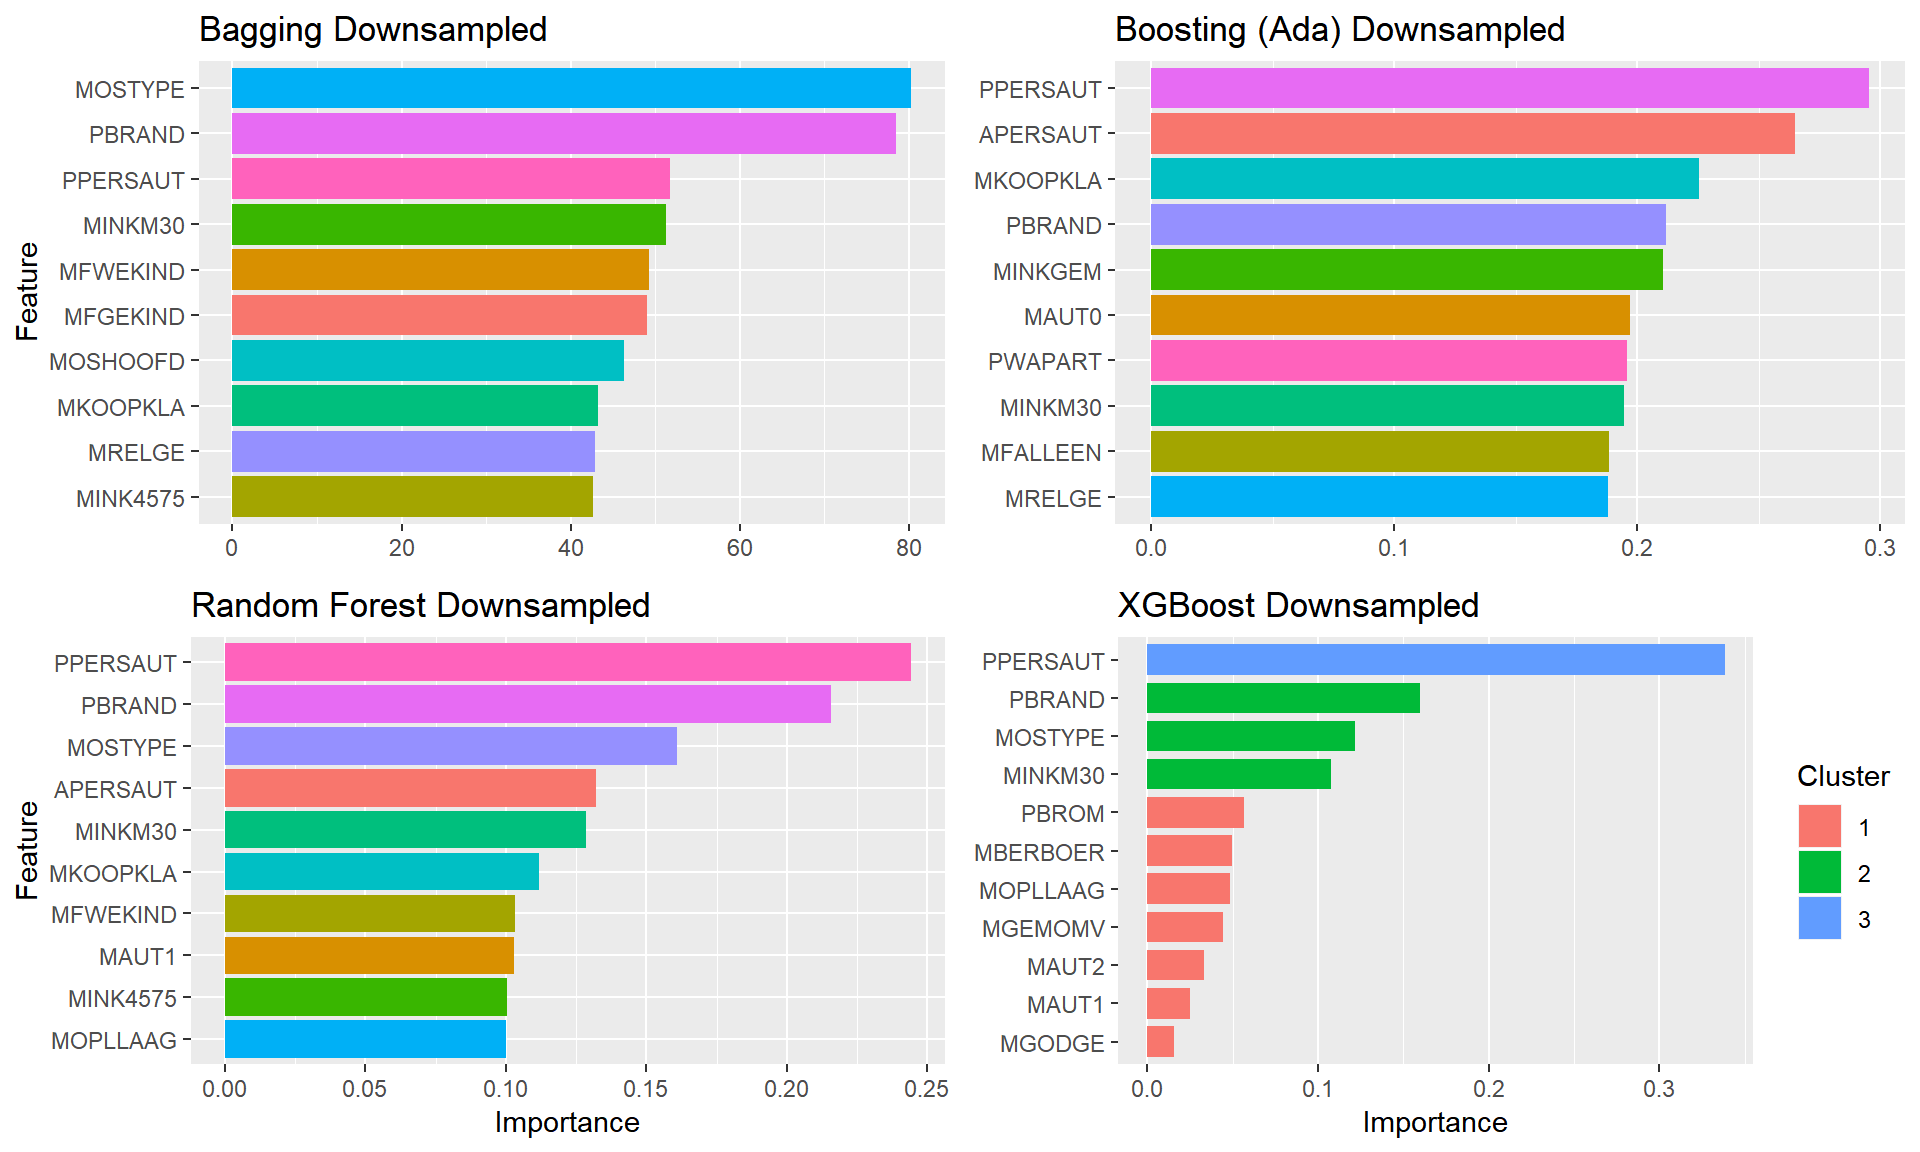 Bagging Downsampled
Feature
MOSTYPE
PBRAND
PPERSAUT
MINKM30
MFWEKIND
MFGEKIND
MOSHOOFD
MKOOPKLA
MRELGE
MINK4575
0 20 40 60 80
Boosting (Ada) Downsampled
PPERSAUT
APERSAUT
MKOOPKLA
PBRAND
MINKGEM
MAUT0
PWAPART
MINKM30
MFALLEEN
MRELGE
0.0 0.1 0.2 0.3
Random Forest Downsampled
Feature
PPERSAUT
PBRAND
MOSTYPE
APERSAUT
MINKM30
MKOOPKLA
MFWEKIND
MAUT1
MINK4575
MOPLLAAG
0.00 0.05 0.10 0.15 0.20 0.25
Importance
XGBoost Downsampled
PPERSAUT
PBRAND
MOSTYPE
MINKM30
PBROM
MBERBOER
MOPLLAAG
MGEMOMV
MAUT2
MAUT1
MGODGE
0.0 0.1 0.2 0.3
Importance
Cluster
1
2
3